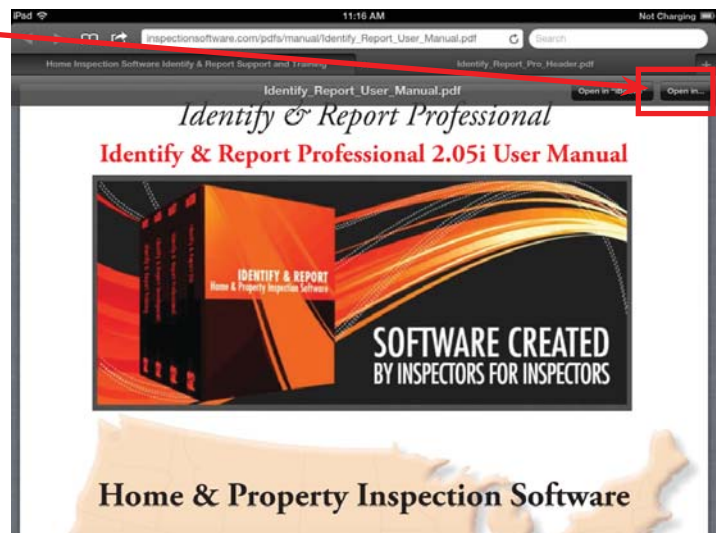 iPad 11:16 AM Not Charging
inspectionsoftware.com/pdfs/manual/Identify_Report_User_Manual.pdf Search
Home Inspection Software Identify & Report Support and Training Identify_Report_Pro_Header.pdf +
Identify_Report_User_Manual.pdf Open in Open in...
Identify & Report Professional
Identify & Report Professional 2.05i User Manual
IDENTIFY & REPORT
Home & Property Inspection Software
SOFTWARE CREATED
BY INSPECTORS FOR INSPECTORS
Home & Property Inspection Software